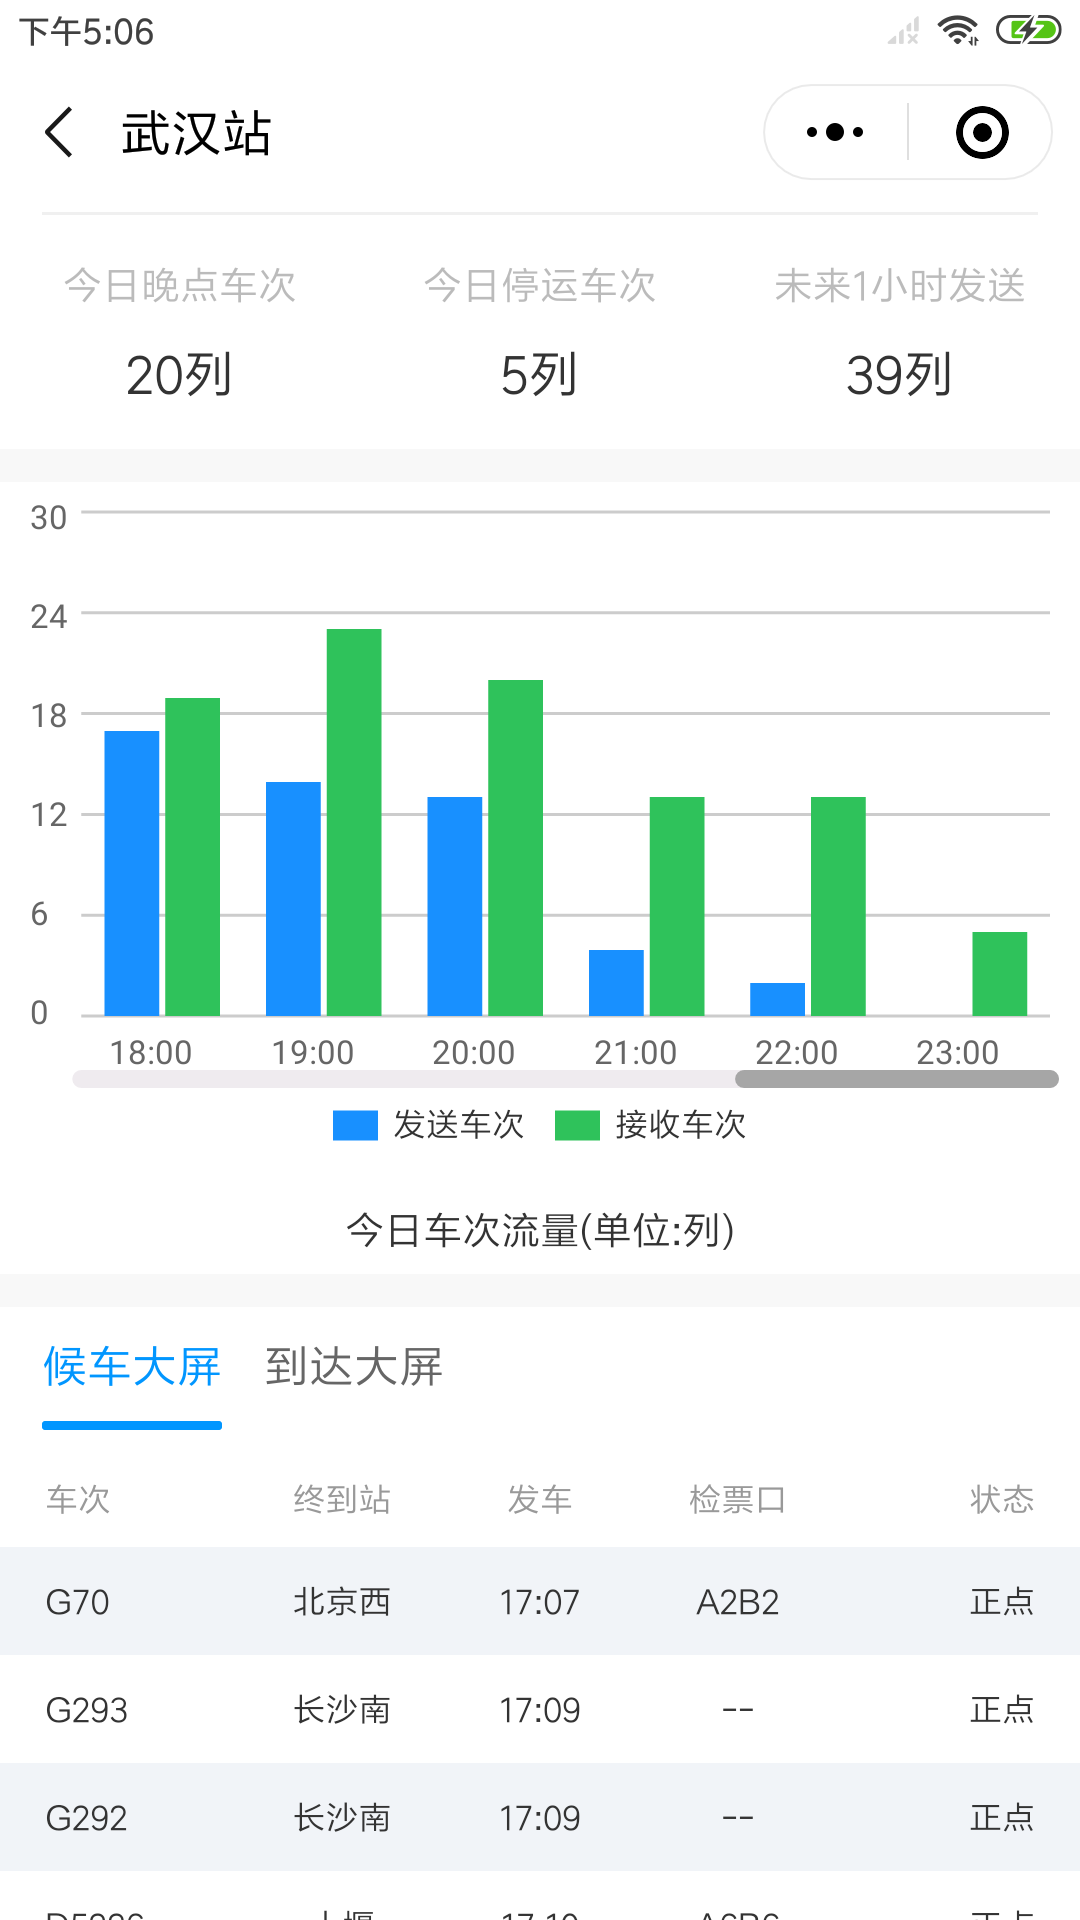 下午5:06
武汉站
今日晚点车次 今日停运车次 未来1小时发送
20列 5列 39列
30
24
18
12
6
0
18:00 19:00 20:00 21:00 22:00 23:00
发送车次 接收车次
今日车次流量(单位:列)
候车大屏 到达大屏
车次 终到站 发车 检票口 状态
G70 北京西 17:07 A2B2 正点
G293 长沙南 17:09 -- 正点
G292 长沙南 17:09 -- 正点
17:10 正点